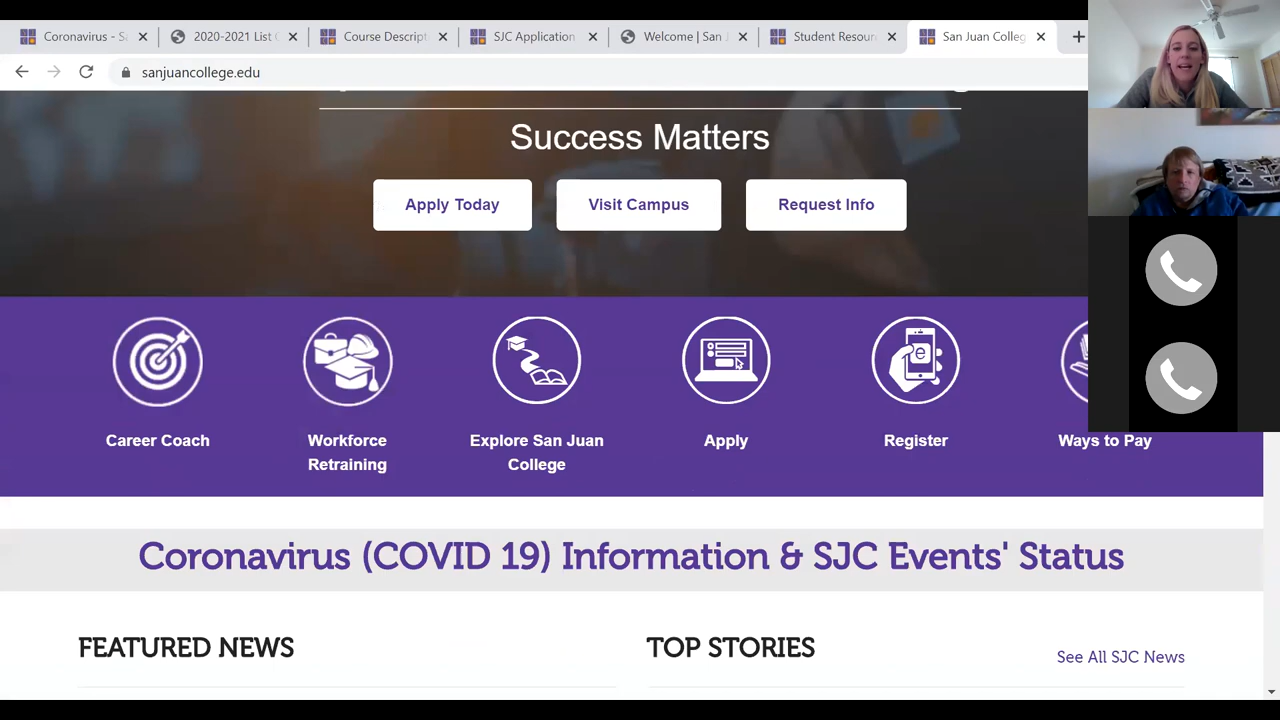 Coronavirus - S
2020-2021 List
Course Descript
SJC Application
Welcome | San J
Student Resour
San Juan Colleg
sanjuancollege.edu
Success Matters
Apply Today
Visit Campus
Request Info
Career Coach
Workforce
Retraining
Explore San Juan
College
Apply
Register
Ways to Pay
Coronavirus (COVID 19) Information & SJC Events' Status
FEATURED NEWS
TOP STORIES
See All SJC News